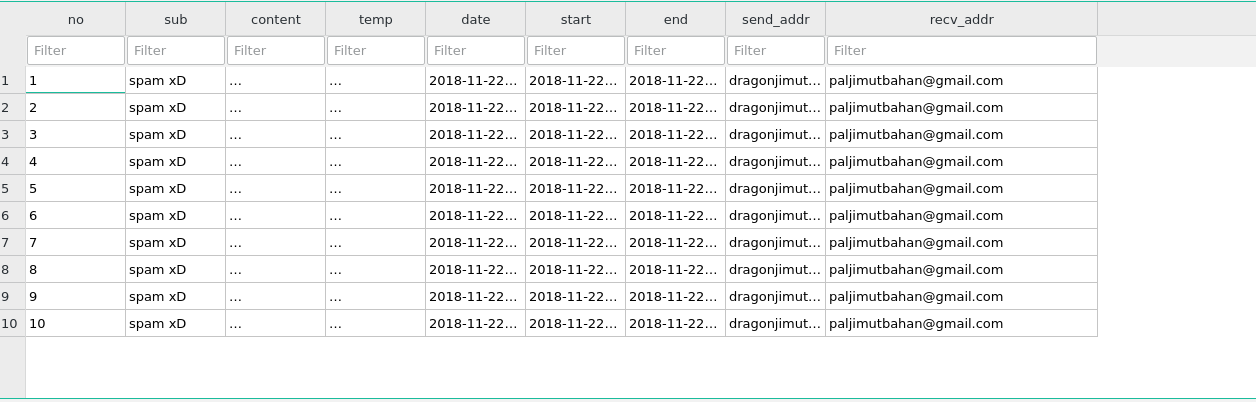 no sub content temp date start end send_addr recv_addr
Filter Filter Filter Filter Filter Filter Filter Filter Filter
1 1 spam xD ... ... 2018-11-22... 2018-11-22... 2018-11-22... dragonjimut... paljimutbahan@gmail.com
2 2 spam xD ... ... 2018-11-22... 2018-11-22... 2018-11-22... dragonjimut... paljimutbahan@gmail.com
3 3 spam xD ... ... 2018-11-22... 2018-11-22... 2018-11-22... dragonjimut... paljimutbahan@gmail.com
4 4 spam xD ... ... 2018-11-22... 2018-11-22... 2018-11-22... dragonjimut... paljimutbahan@gmail.com
5 5 spam xD ... ... 2018-11-22... 2018-11-22... 2018-11-22... dragonjimut... paljimutbahan@gmail.com
6 6 spam xD ... ... 2018-11-22... 2018-11-22... 2018-11-22... dragonjimut... paljimutbahan@gmail.com
7 7 spam xD ... ... 2018-11-22... 2018-11-22... 2018-11-22... dragonjimut... paljimutbahan@gmail.com
8 8 spam xD ... ... 2018-11-22... 2018-11-22... 2018-11-22... dragonjimut... paljimutbahan@gmail.com
9 9 spam xD ... ... 2018-11-22... 2018-11-22... 2018-11-22... dragonjimut... paljimutbahan@gmail.com
10 10 spam xD ... ... 2018-11-22... 2018-11-22... 2018-11-22... dragonjimut... paljimutbahan@gmail.com